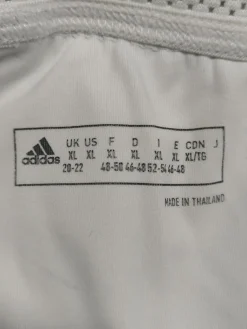 UK US F D I E CDN J
adidas XL XL XL XL XL XL XL/TG
20-22 48-50 46-48 52-54 46-48
MADE IN THAILAND